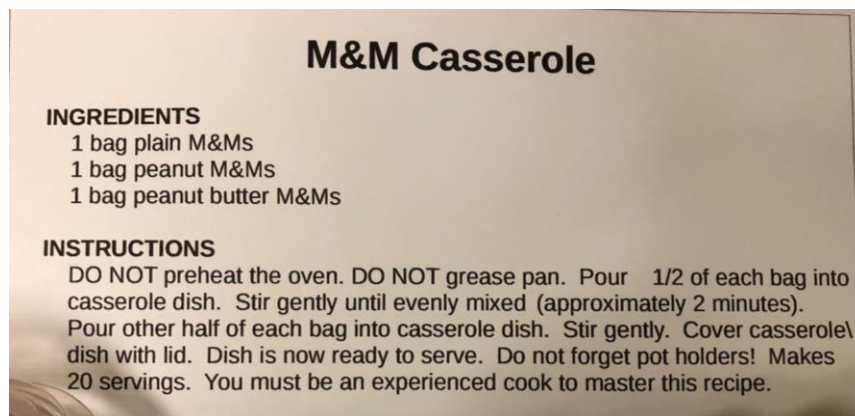 M&M Casserole
INGREDIENTS
1 bag plain M&Ms
1 bag peanut M&Ms
1 bag peanut butter M&Ms
INSTRUCTIONS
DO NOT preheat the oven. DO NOT grease pan. Pour 1/2 of each bag into
casserole dish. Stir gently until evenly mixed (approximately 2 minutes).
Pour other half of each bag into casserole dish. Stir gently. Cover casserole\
dish with lid. Dish is now ready to serve. Do not forget pot holders! Makes
20 servings. You must be an experienced cook to master this recipe.